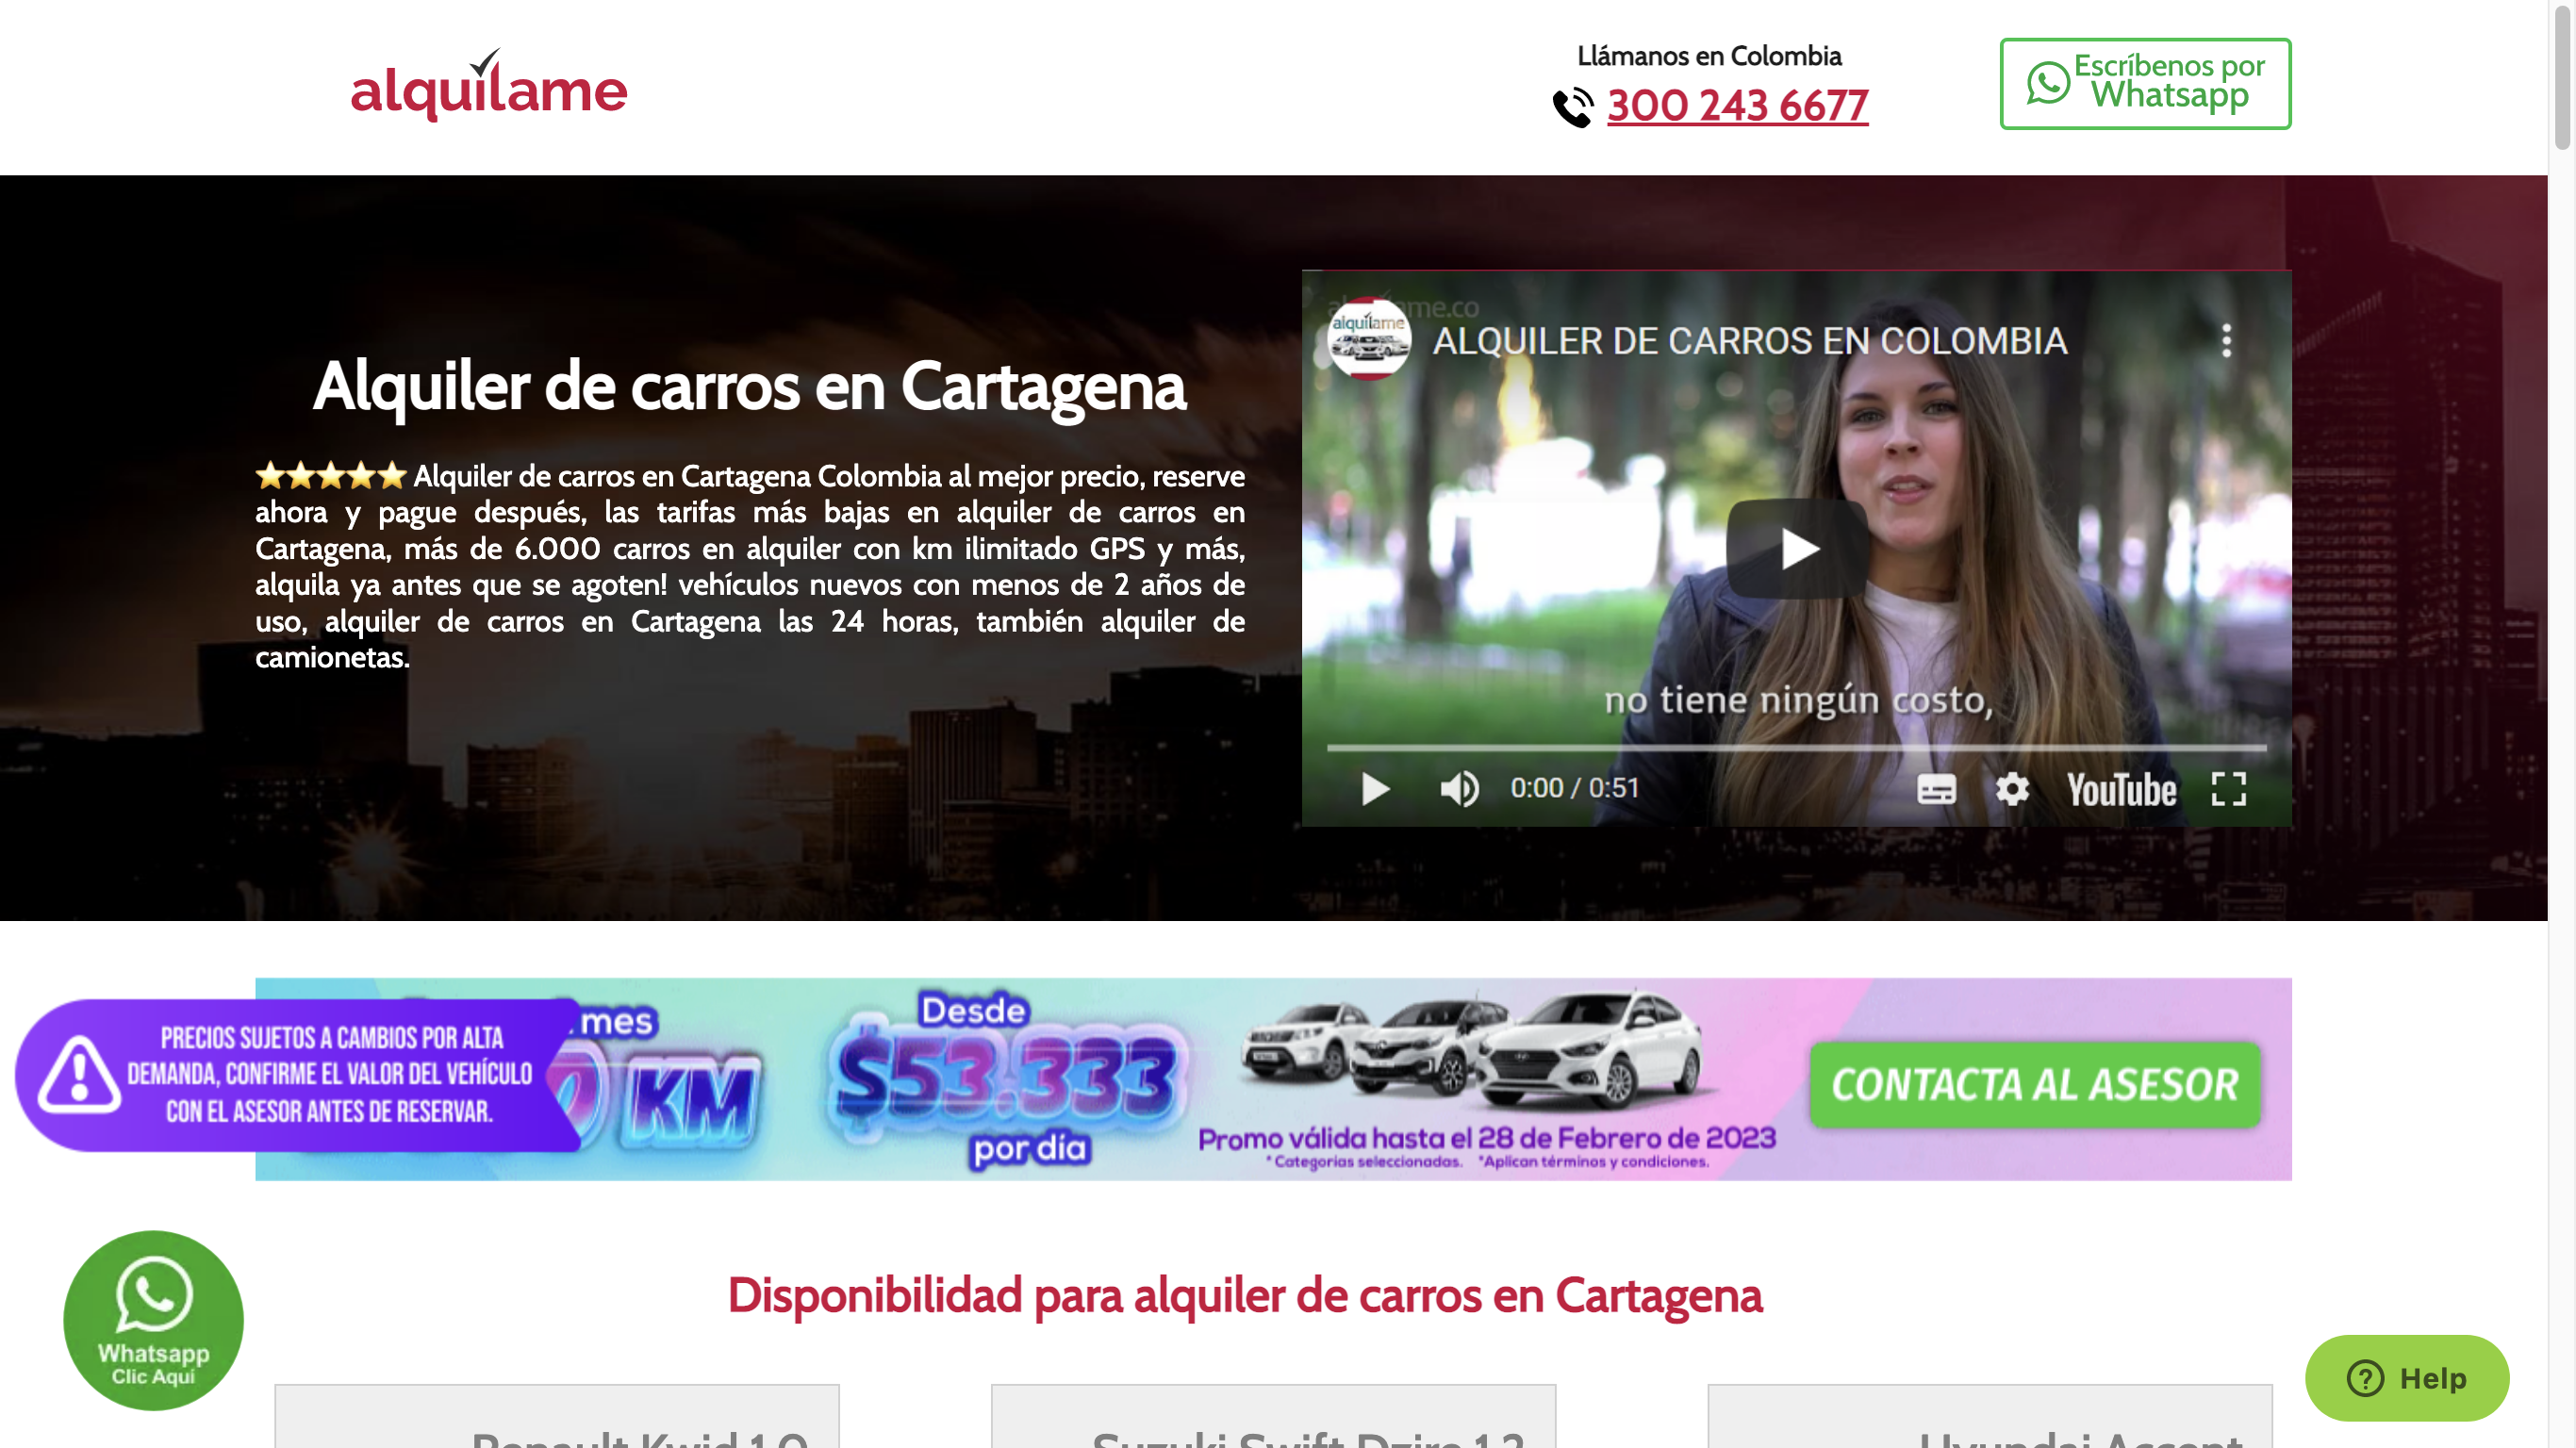 alquilame
Llámanos en Colombia
300 243 6677
Escríbenos por
Whatsapp
Alquiler de carros en Cartagena
Alquiler de carros en Cartagena Colombia al mejor precio, reserve
ahora y pague después, las tarifas más bajas en alquiler de carros en
Cartagena, más de 6.000 carros en alquiler con km ilimitado GPS y más,
alquila ya antes que se agoten! vehículos nuevos con menos de 2 años de
uso, alquiler de carros en Cartagena las 24 horas, también alquiler de
camionetas.
alquilame
ALQUILER DE CARROS EN COLOMBIA
no tiene ningún costo,
0:00 / 0:51
YouTube
PRECIOS SUJETOS A CAMBIOS POR ALTA
DEMANDA, CONFIRME EL VALOR DEL VEHÍCULO
CON EL ASESOR ANTES DE RESERVAR.
mes
KM
Desde
$53.333
por día
Promo válida hasta el 28 de Febrero de 2023
* Categorías seleccionadas. *Aplican términos y condiciones.
CONTACTA AL ASESOR
Disponibilidad para alquiler de carros en Cartagena
Whatsapp
Clic Aquí
Help
Renault Kwid 1.0
Suzuki Swift Dzire 1.2
Hyundai Accent